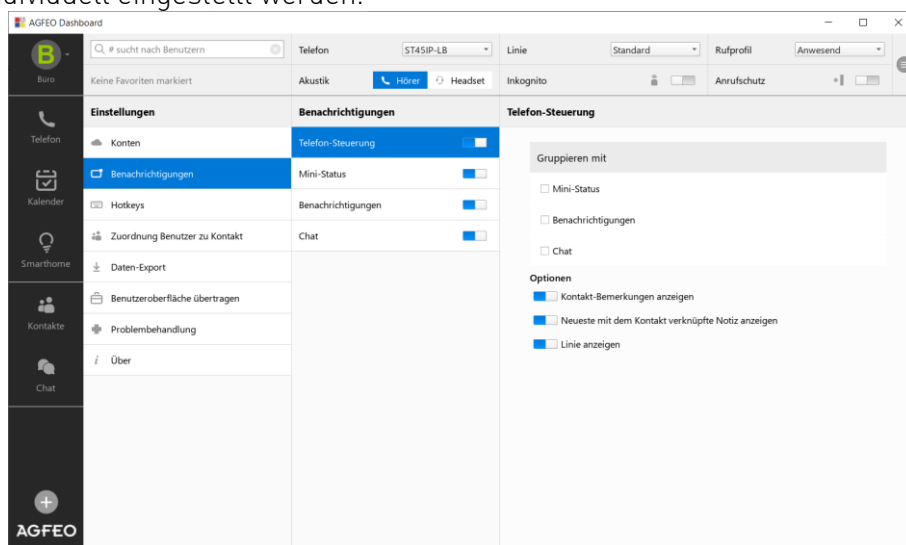 individuell eingestellt werden.
AGFEO Dashboard
B
Büro
# sucht nach Benutzern
Keine Favoriten markiert
Telefon
ST45IP-LB
Linie
Standard
Rufprofil
Anwesend
Akustik
Hörer
Headset
Inkognito
Anrufschutz
Telefon
Kalender
Smarthome
Kontakte
Chat
AGFEO
Einstellungen
Konten
Benachrichtigungen
Hotkeys
Zuordnung Benutzer zu Kontakt
Daten-Export
Benutzeroberfläche übertragen
Problembehandlung
Über
Benachrichtigungen
Telefon-Steuerung
Mini-Status
Benachrichtigungen
Chat
Telefon-Steuerung
Gruppieren mit
Mini-Status
Benachrichtigungen
Chat
Optionen
Kontakt-Bemerkungen anzeigen
Neueste mit dem Kontakt verknüpfte Notiz anzeigen
Linie anzeigen